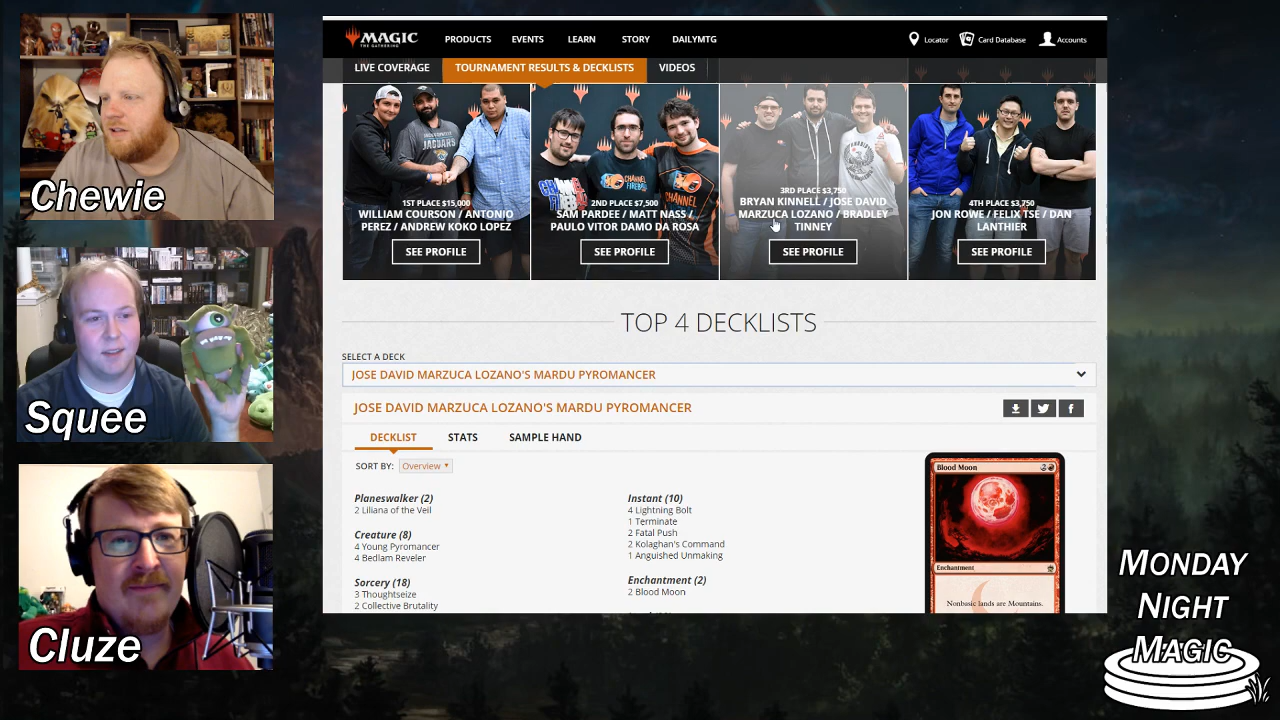 Chewie
Squee
Cluze
MAGIC
THE GATHERING
PRODUCTS
EVENTS
LEARN
STORY
DAILYMTG
Locator
Card Database
Accounts
LIVE COVERAGE
TOURNAMENT RESULTS & DECKLISTS
VIDEOS
JACKSONVILLE
JAGUARS
CHANNEL
FIREBALL
1ST PLACE $15,000
WILLIAM COURSON / ANTONIO
PEREZ / ANDREW KOKO LOPEZ
SEE PROFILE
2ND PLACE $7,500
SAM PARDEE / MATT NASS /
PAULO VITOR DAMO DA ROSA
SEE PROFILE
3RD PLACE $3,750
BRYAN KINNELL / JOSE DAVID
MARZUCA LOZANO / BRADLEY
TINNEY
SEE PROFILE
4TH PLACE $3,750
JON ROWE / FELIX TSE / DAN
LANTHIER
SEE PROFILE
TOP 4 DECKLISTS
SELECT A DECK
JOSE DAVID MARZUCA LOZANO'S MARDU PYROMANCER
JOSE DAVID MARZUCA LOZANO'S MARDU PYROMANCER
DECKLIST
STATS
SAMPLE HAND
SORT BY:
Overview
Planeswalker (2)
2 Liliana of the Veil
Creature (8)
4 Young Pyromancer
4 Bedlam Reveler
Sorcery (18)
3 Thoughtseize
2 Collective Brutality
Instant (10)
4 Lightning Bolt
1 Terminate
2 Fatal Push
2 Kolaghan's Command
1 Anguished Unmaking
Enchantment (2)
2 Blood Moon
Blood Moon
2
Enchantment
Nonbasic lands are Mountains.
MONDAY
NIGHT
MAGIC